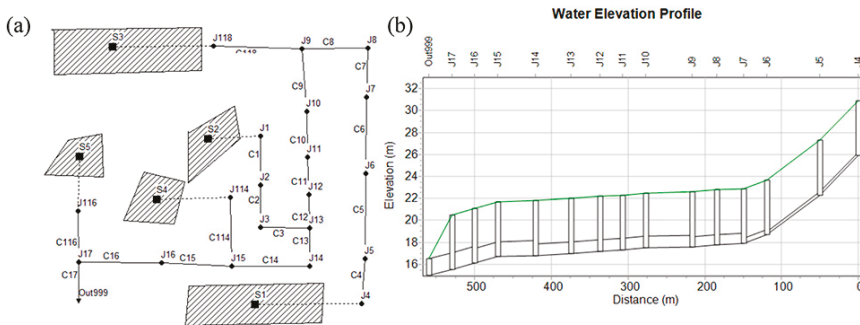 (a)
S3
J118
C118
J9
C8
J8
C7
C9
J7
J10
S2
J1
C10
C6
C1
J11
S5
J6
J2
C11
S4
J114
J12
C2
C12
C5
J116
J3
C3
J13
C114
C13
C116
J17
C16
J16
C15
J15
C14
J14
J5
C17
C4
Out999
S1
J4
(b)
Water Elevation Profile
Out999
J17
J16
J15
J14
J13
J12
J11
J10
J9
J8
J7
J6
J5
J4
Elevation (m)
32
30
28
26
24
22
20
18
16
500
400
300
200
100
0
Distance (m)